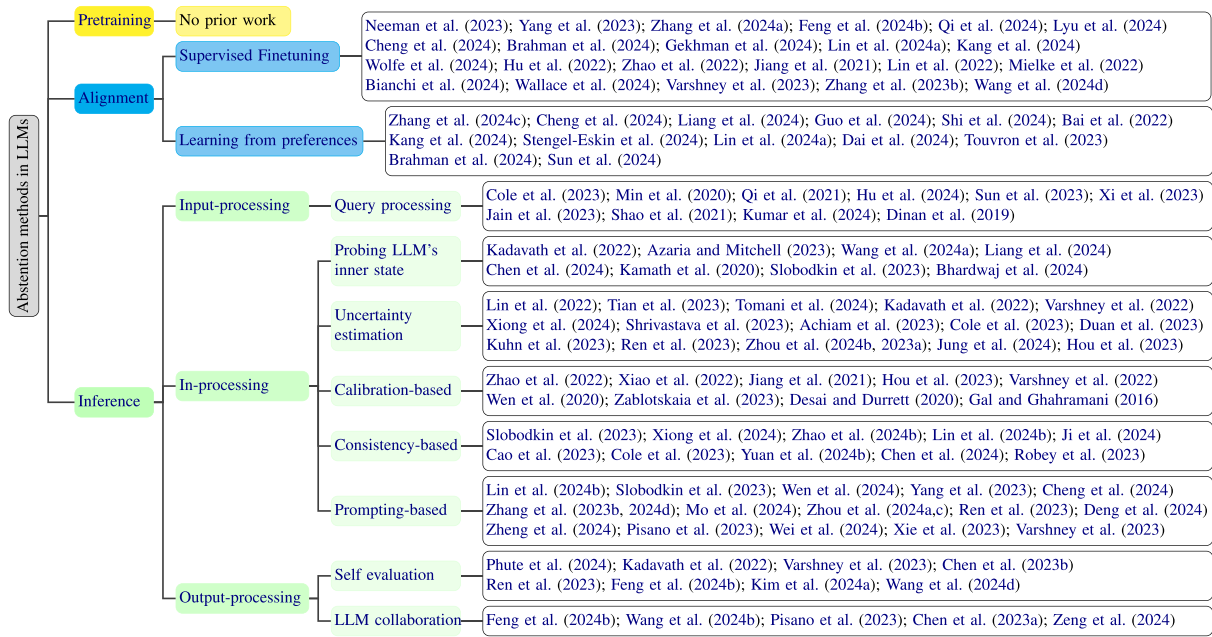 Abstention methods in LLMs
Pretraining
No prior work
Alignment
Supervised Finetuning
Neeman et al. (2023); Yang et al. (2023); Zhang et al. (2024a); Feng et al. (2024b); Qi et al. (2024); Lyu et al. (2024)
Cheng et al. (2024); Brahman et al. (2024); Gekhman et al. (2024); Lin et al. (2024a); Kang et al. (2024)
Wolfe et al. (2024); Hu et al. (2022); Zhao et al. (2022); Jiang et al. (2021); Lin et al. (2022); Mielke et al. (2022)
Bianchi et al. (2024); Wallace et al. (2024); Varshney et al. (2023); Zhang et al. (2023b); Wang et al. (2024d)
Learning from preferences
Zhang et al. (2024c); Cheng et al. (2024); Liang et al. (2024); Guo et al. (2024); Shi et al. (2024); Bai et al. (2022)
Kang et al. (2024); Stengel-Eskin et al. (2024); Lin et al. (2024a); Dai et al. (2024); Touvron et al. (2023)
Brahman et al. (2024); Sun et al. (2024)
Inference
Input-processing
Query processing
Cole et al. (2023); Min et al. (2020); Qi et al. (2021); Hu et al. (2024); Sun et al. (2023); Xi et al. (2023)
Jain et al. (2023); Shao et al. (2021); Kumar et al. (2024); Dinan et al. (2019)
In-processing
Probing LLM's
inner state
Kadavath et al. (2022); Azaria and Mitchell (2023); Wang et al. (2024a); Liang et al. (2024)
Chen et al. (2024); Kamath et al. (2020); Slobodkin et al. (2023); Bhardwaj et al. (2024)
Uncertainty
estimation
Lin et al. (2022); Tian et al. (2023); Tomani et al. (2024); Kadavath et al. (2022); Varshney et al. (2022)
Xiong et al. (2024); Shrivastava et al. (2023); Achiam et al. (2023); Cole et al. (2023); Duan et al. (2023)
Kuhn et al. (2023); Ren et al. (2023); Zhou et al. (2024b, 2023a); Jung et al. (2024); Hou et al. (2023)
Calibration-based
Zhao et al. (2022); Xiao et al. (2022); Jiang et al. (2021); Hou et al. (2023); Varshney et al. (2022)
Wen et al. (2020); Zablotskaia et al. (2023); Desai and Durrett (2020); Gal and Ghahramani (2016)
Consistency-based
Slobodkin et al. (2023); Xiong et al. (2024); Zhao et al. (2024b); Lin et al. (2024b); Ji et al. (2024)
Cao et al. (2023); Cole et al. (2023); Yuan et al. (2024b); Chen et al. (2024); Robey et al. (2023)
Prompting-based
Lin et al. (2024b); Slobodkin et al. (2023); Wen et al. (2024); Yang et al. (2023); Cheng et al. (2024)
Zhang et al. (2023b, 2024d); Mo et al. (2024); Zhou et al. (2024a,c); Ren et al. (2023); Deng et al. (2024)
Zheng et al. (2024); Pisano et al. (2023); Wei et al. (2024); Xie et al. (2023); Varshney et al. (2023)
Output-processing
Self evaluation
Phute et al. (2024); Kadavath et al. (2022); Varshney et al. (2023); Chen et al. (2023b)
Ren et al. (2023); Feng et al. (2024b); Kim et al. (2024a); Wang et al. (2024d)
LLM collaboration
Feng et al. (2024b); Wang et al. (2024b); Pisano et al. (2023); Chen et al. (2023a); Zeng et al. (2024)